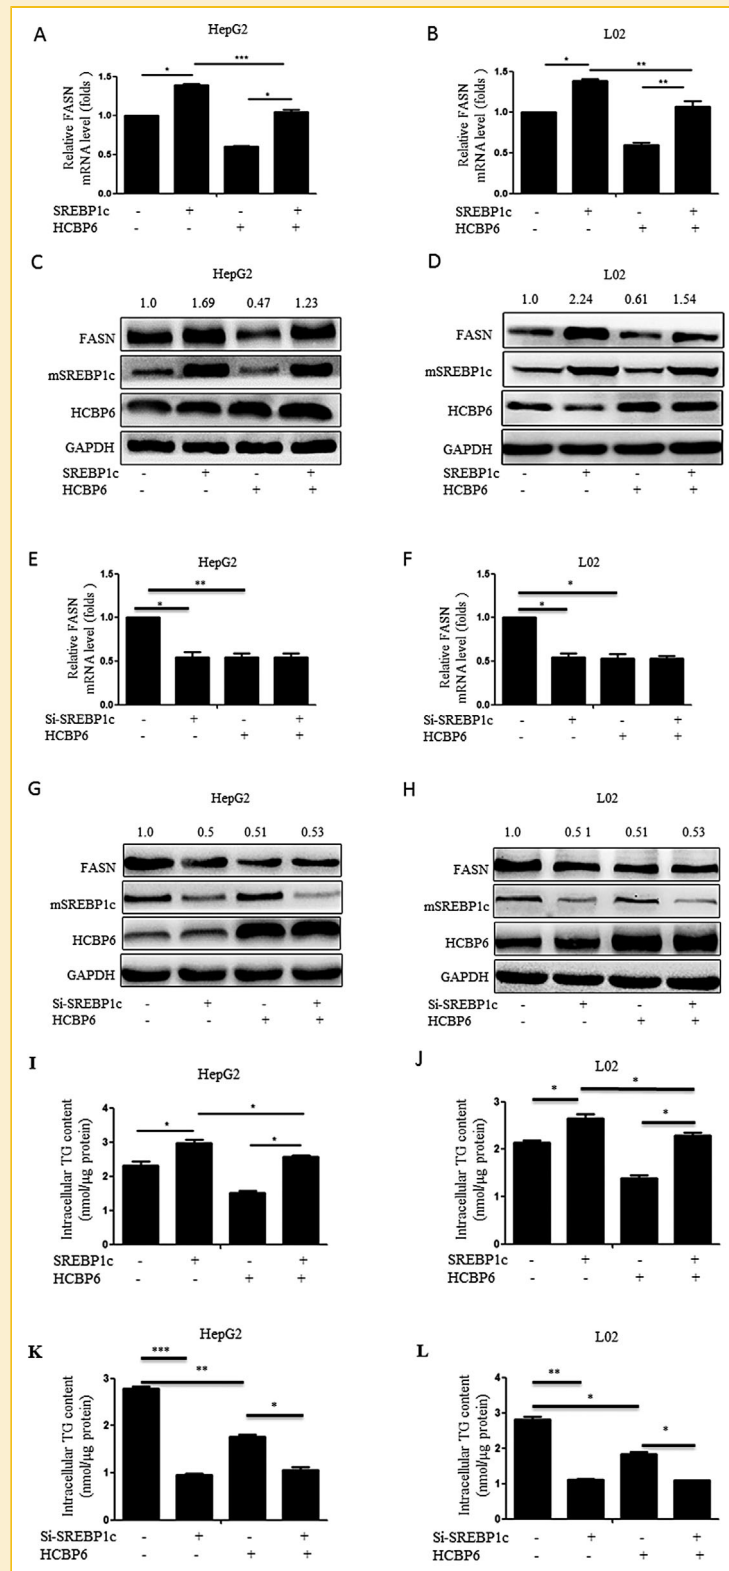 A
HepG2
Relative FASN
mRNA level (folds )
1.5
1.0
0.5
0.0
*
***
*
SREBP1c - + - +
HCBP6 - - + +
B
L02
Relative FASN
mRNA level (folds )
1.5
1.0
0.5
0.0
*
**
**
SREBP1c - + - +
HCBP6 - - + +
C
HepG2
1.0 1.69 0.47 1.23
FASN
mSREBP1c
HCBP6
GAPDH
SREBP1c - + - +
HCBP6 - - + +
D
L02
1.0 2.24 0.61 1.54
FASN
mSREBP1c
HCBP6
GAPDH
SREBP1c - + - +
HCBP6 - - + +
E
HepG2
Relative FASN
mRNA level (folds )
1.5
1.0
0.5
0.0
**
*
Si-SREBP1c - + - +
HCBP6 - - + +
F
L02
Relative FASN
mRNA level (folds )
1.5
1.0
0.5
0.0
*
*
Si-SREBP1c - + - +
HCBP6 - - + +
G
HepG2
1.0 0.5 0.51 0.53
FASN
mSREBP1c
HCBP6
GAPDH
Si-SREBP1c - + - +
HCBP6 - - + +
H
L02
1.0 0.5 1 0.51 0.53
FASN
mSREBP1c
HCBP6
GAPDH
Si-SREBP1c - + - +
HCBP6 - - + +
I
HepG2
Intracellular TG content
(nmol/µg protein)
4
3
2
1
0
*
*
*
SREBP1c - + - +
HCBP6 - - + +
J
L02
Intracellular TG content
(nmol/µg protein)
3
2
1
0
*
*
*
SREBP1c - + - +
HCBP6 - - + +
K
HepG2
Intracellular TG content
(nmol/µg protein)
3
2
1
0
***
**
*
Si-SREBP1c - + - +
HCBP6 - - + +
L
L02
Intracellular TG content
(nmol/µg protein)
4
3
2
1
0
**
*
*
Si-SREBP1c - + - +
HCBP6 - - + +